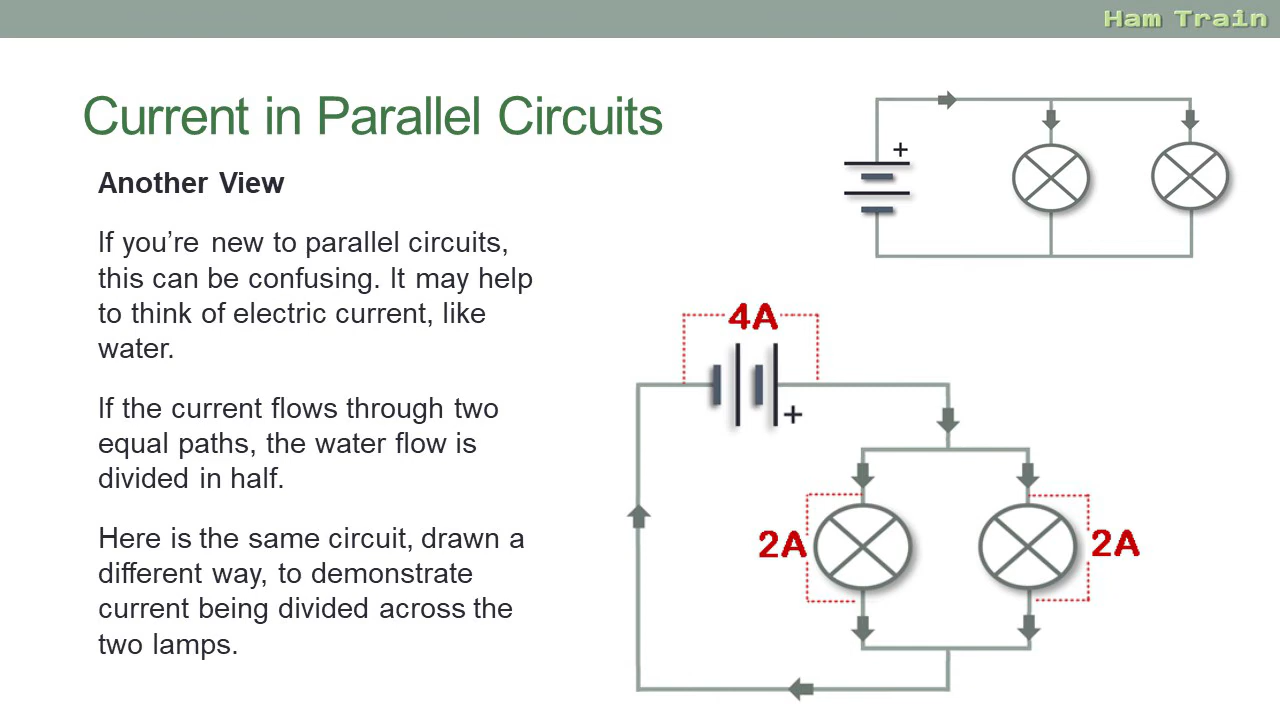 Ham Train
Current in Parallel Circuits
Another View
If you’re new to parallel circuits,
this can be confusing. It may help
to think of electric current, like
water.
If the current flows through two
equal paths, the water flow is
divided in half.
Here is the same circuit, drawn a
different way, to demonstrate
current being divided across the
two lamps.
+
4A
+
2A
2A